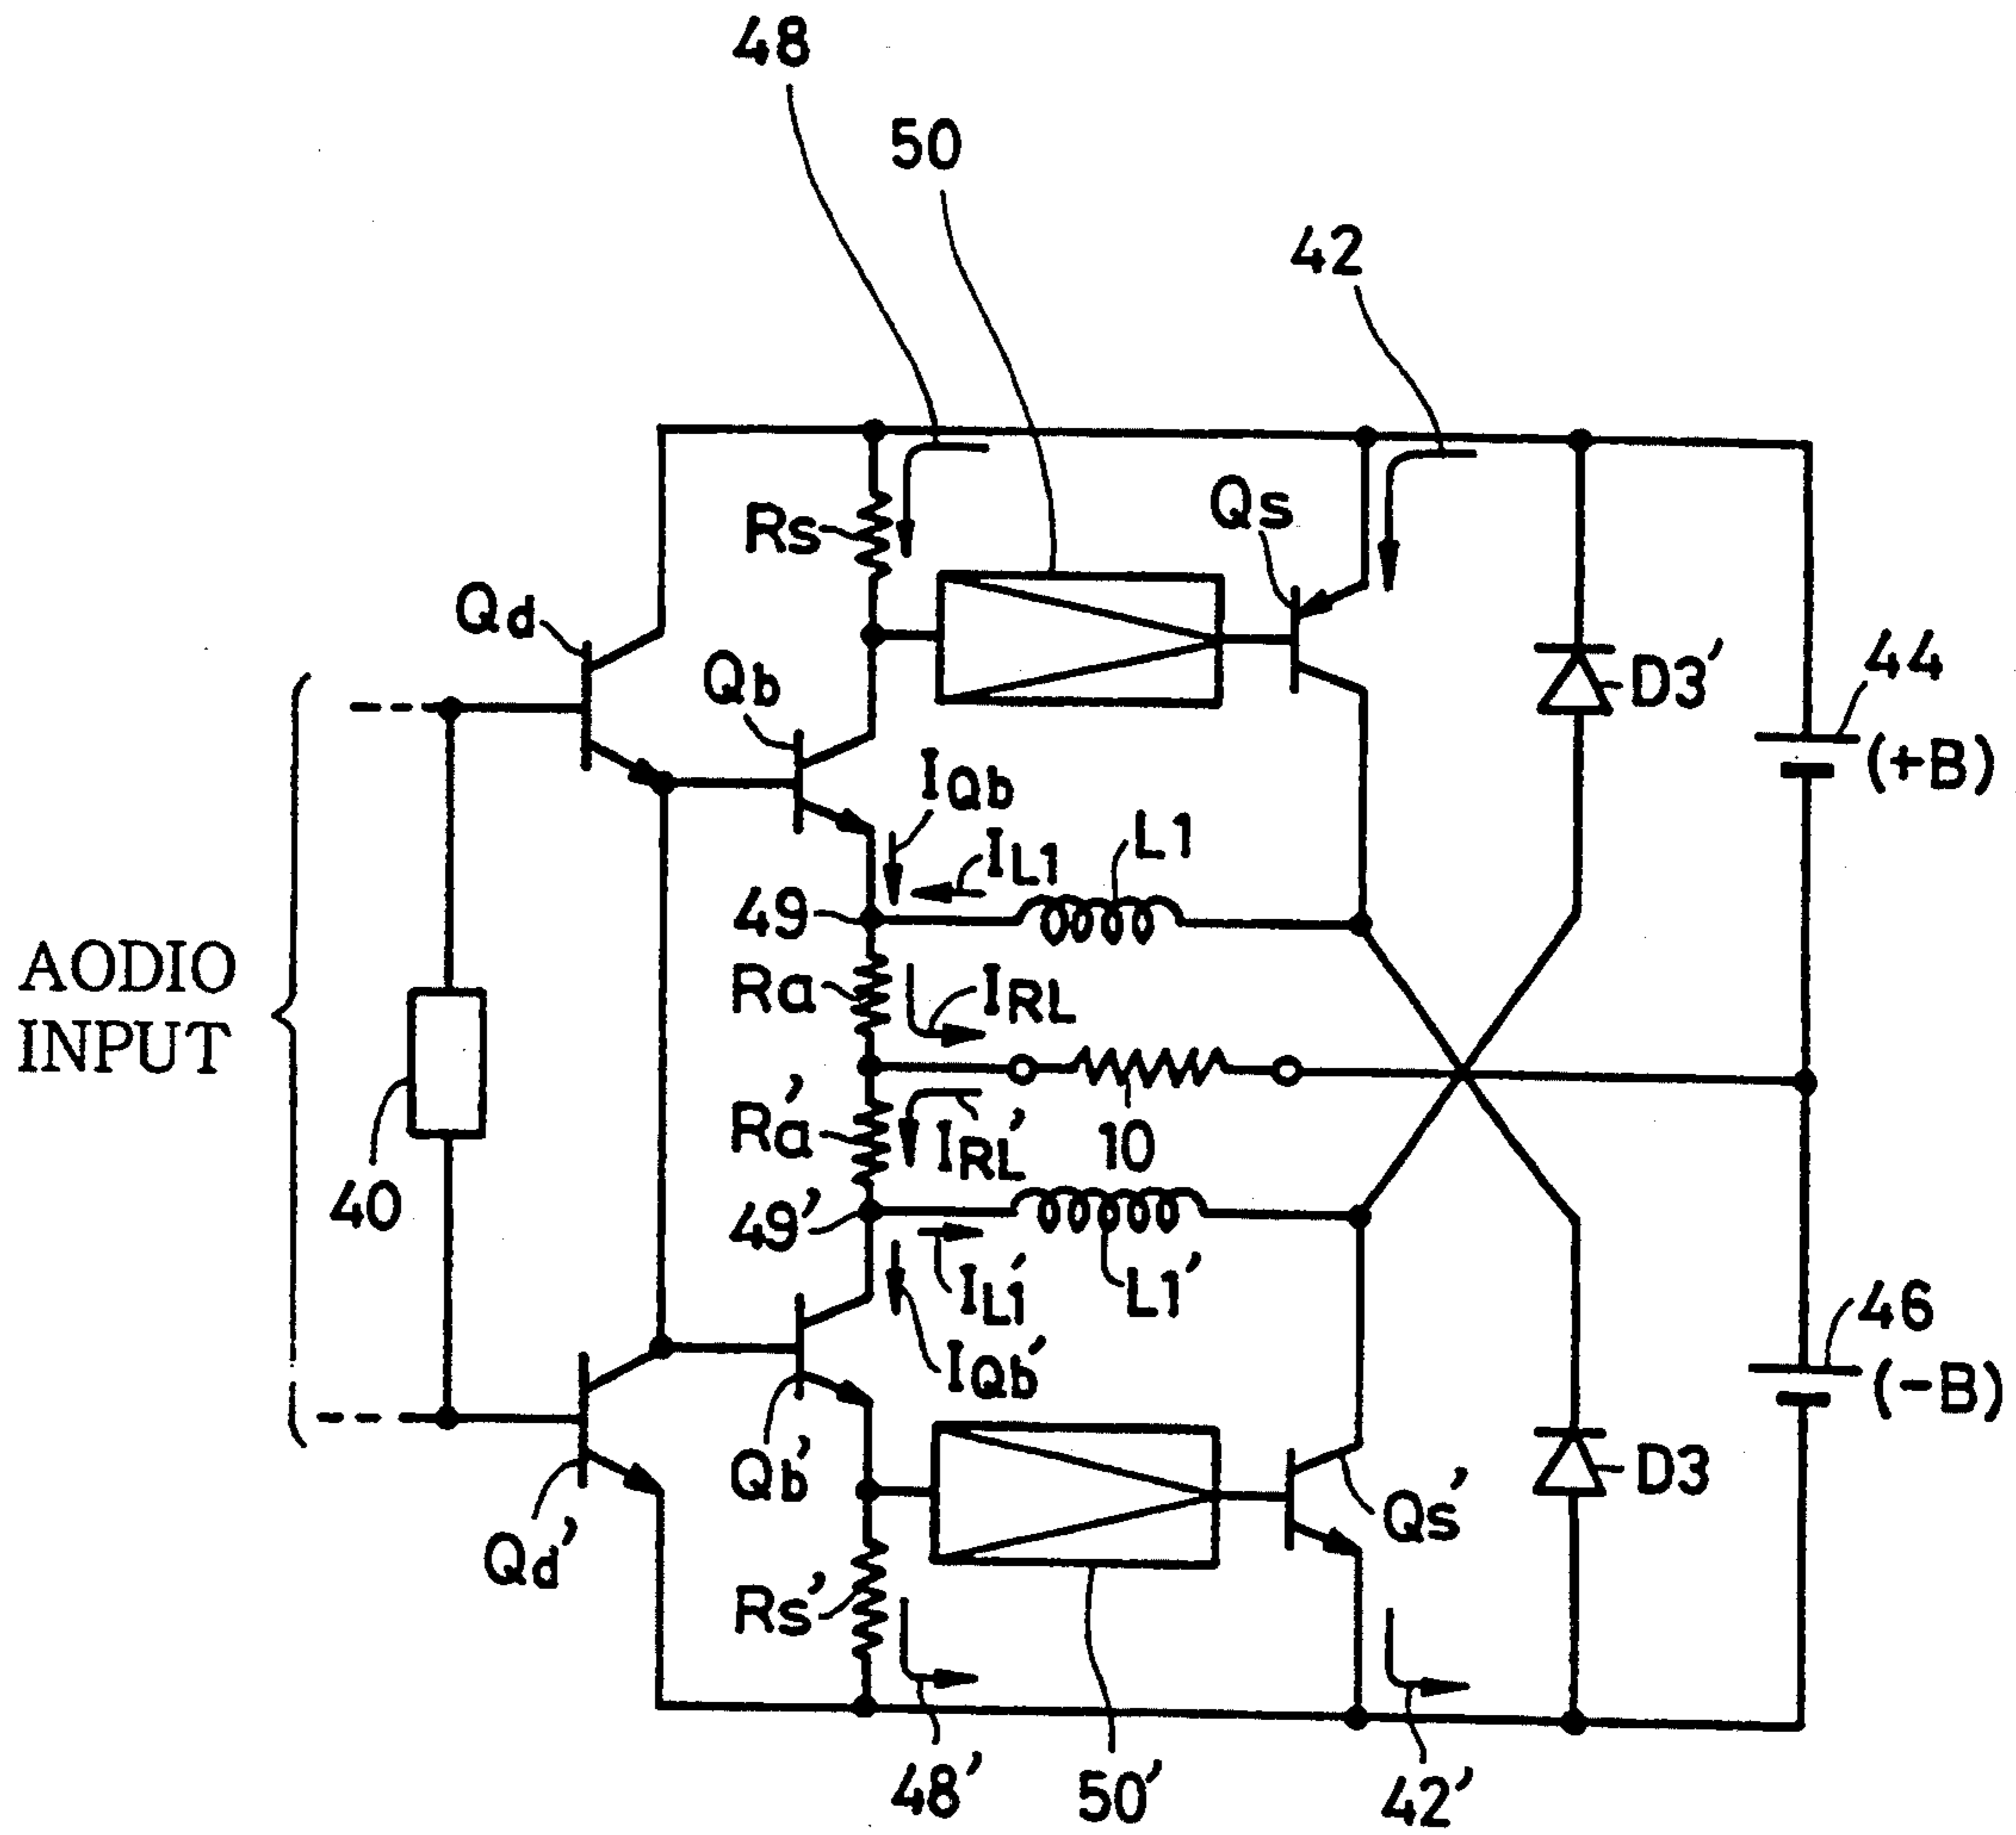 48
50
42
Rs
Qs
Qd
D3'
44
Qb
(+B)
IQb
IL1
L1
49
AODIO
INPUT
Ra
IRL
Ra'
IRL'
10
40
49'
IL1'
L1'
46
IQb'
(-B)
Qb'
D3
Qs'
Qd'
Rs'
48'
50'
42'